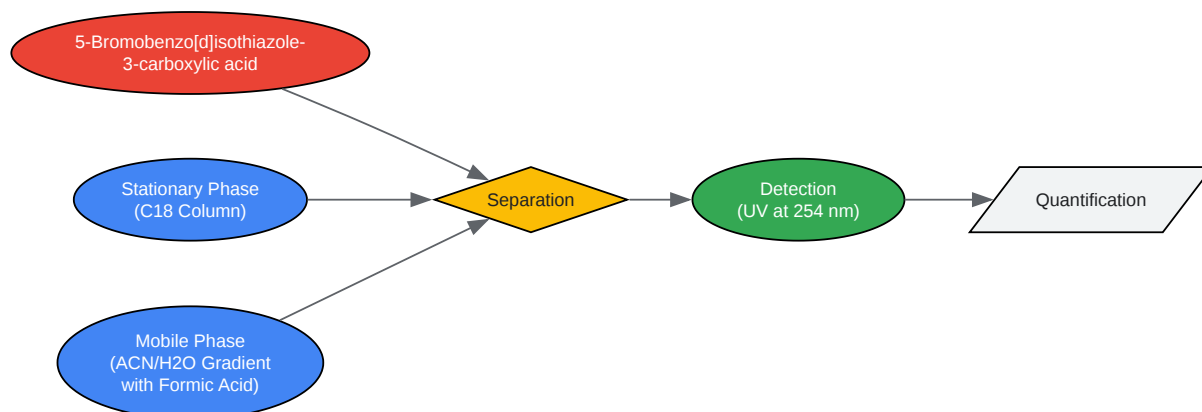 5-Bromobenzo[d]isothiazole-
3-carboxylic acid
Stationary Phase
(C18 Column)
Separation
Detection
(UV at 254 nm)
Quantification
Mobile Phase
(ACN/H2O Gradient
with Formic Acid)